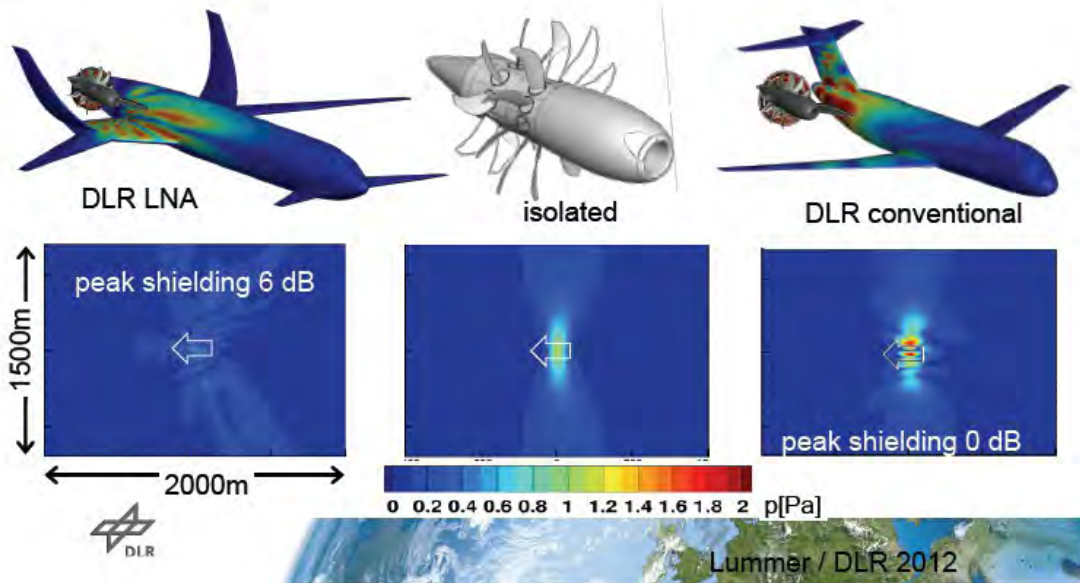 DLR LNA
isolated
DLR conventional
peak shielding 6 dB
peak shielding 0 dB
1500m
2000m
0 0.2 0.4 0.6 0.8 1 1.2 1.4 1.6 1.8 2 p[Pa]
DLR
Lummer / DLR 2012